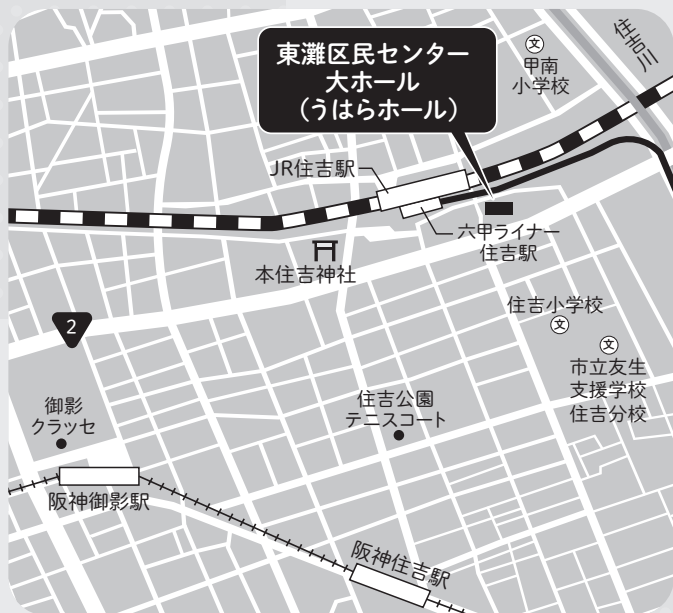 東灘区民センター
大ホール
（うはらホール）
文
甲南
小学校
住吉川
JR住吉駅
六甲ライナー
住吉駅
本住吉神社
2
住吉小学校
文
文
市立友生
支援学校
住吉分校
御影
クラッセ
住吉公園
テニスコート
阪神御影駅
阪神住吉駅